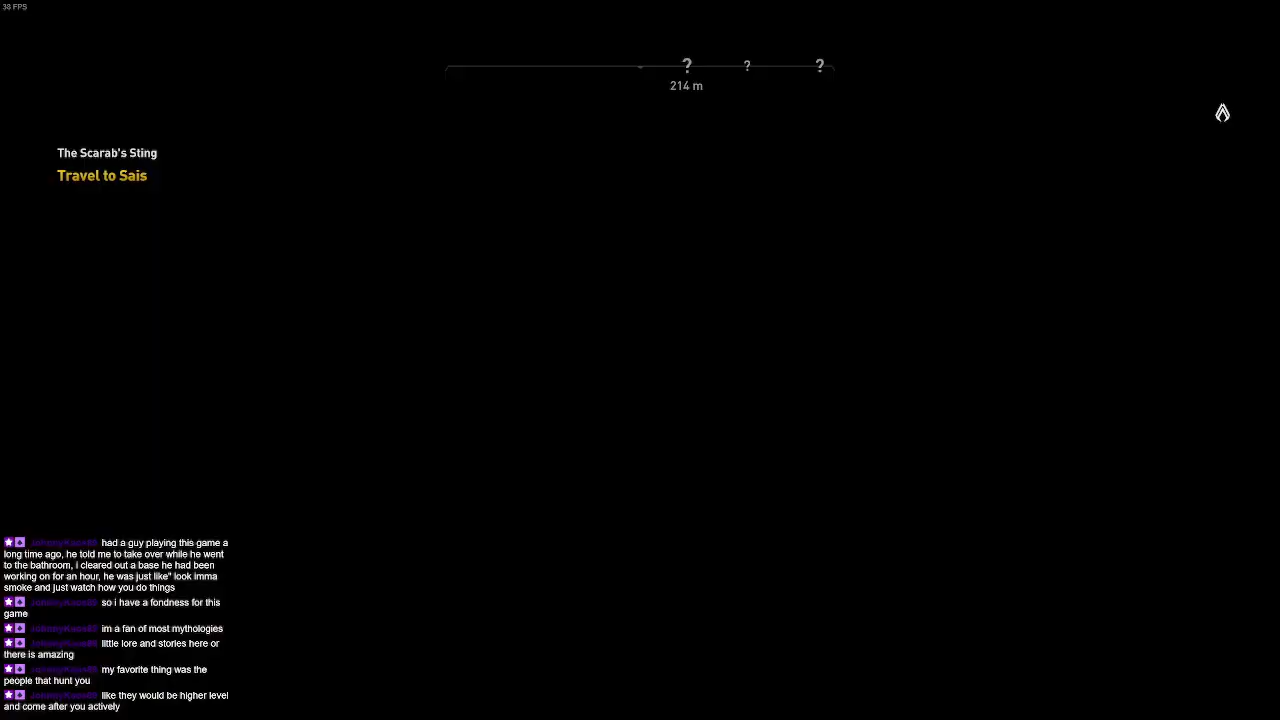 38 FPS
? ? ?
214 m
The Scarab's Sting
Travel to Sais
had a guy playing this game a
long time ago, he told me to take over while he went
to the bathroom, i cleared out a base he had been
working on for an hour, he was just like" look imma
smoke and just watch how you do things
so i have a fondness for this
game
im a fan of most mythologies
little lore and stories here or
there is amazing
my favorite thing was the
people that hunt you
like they would be higher level
and come after you actively